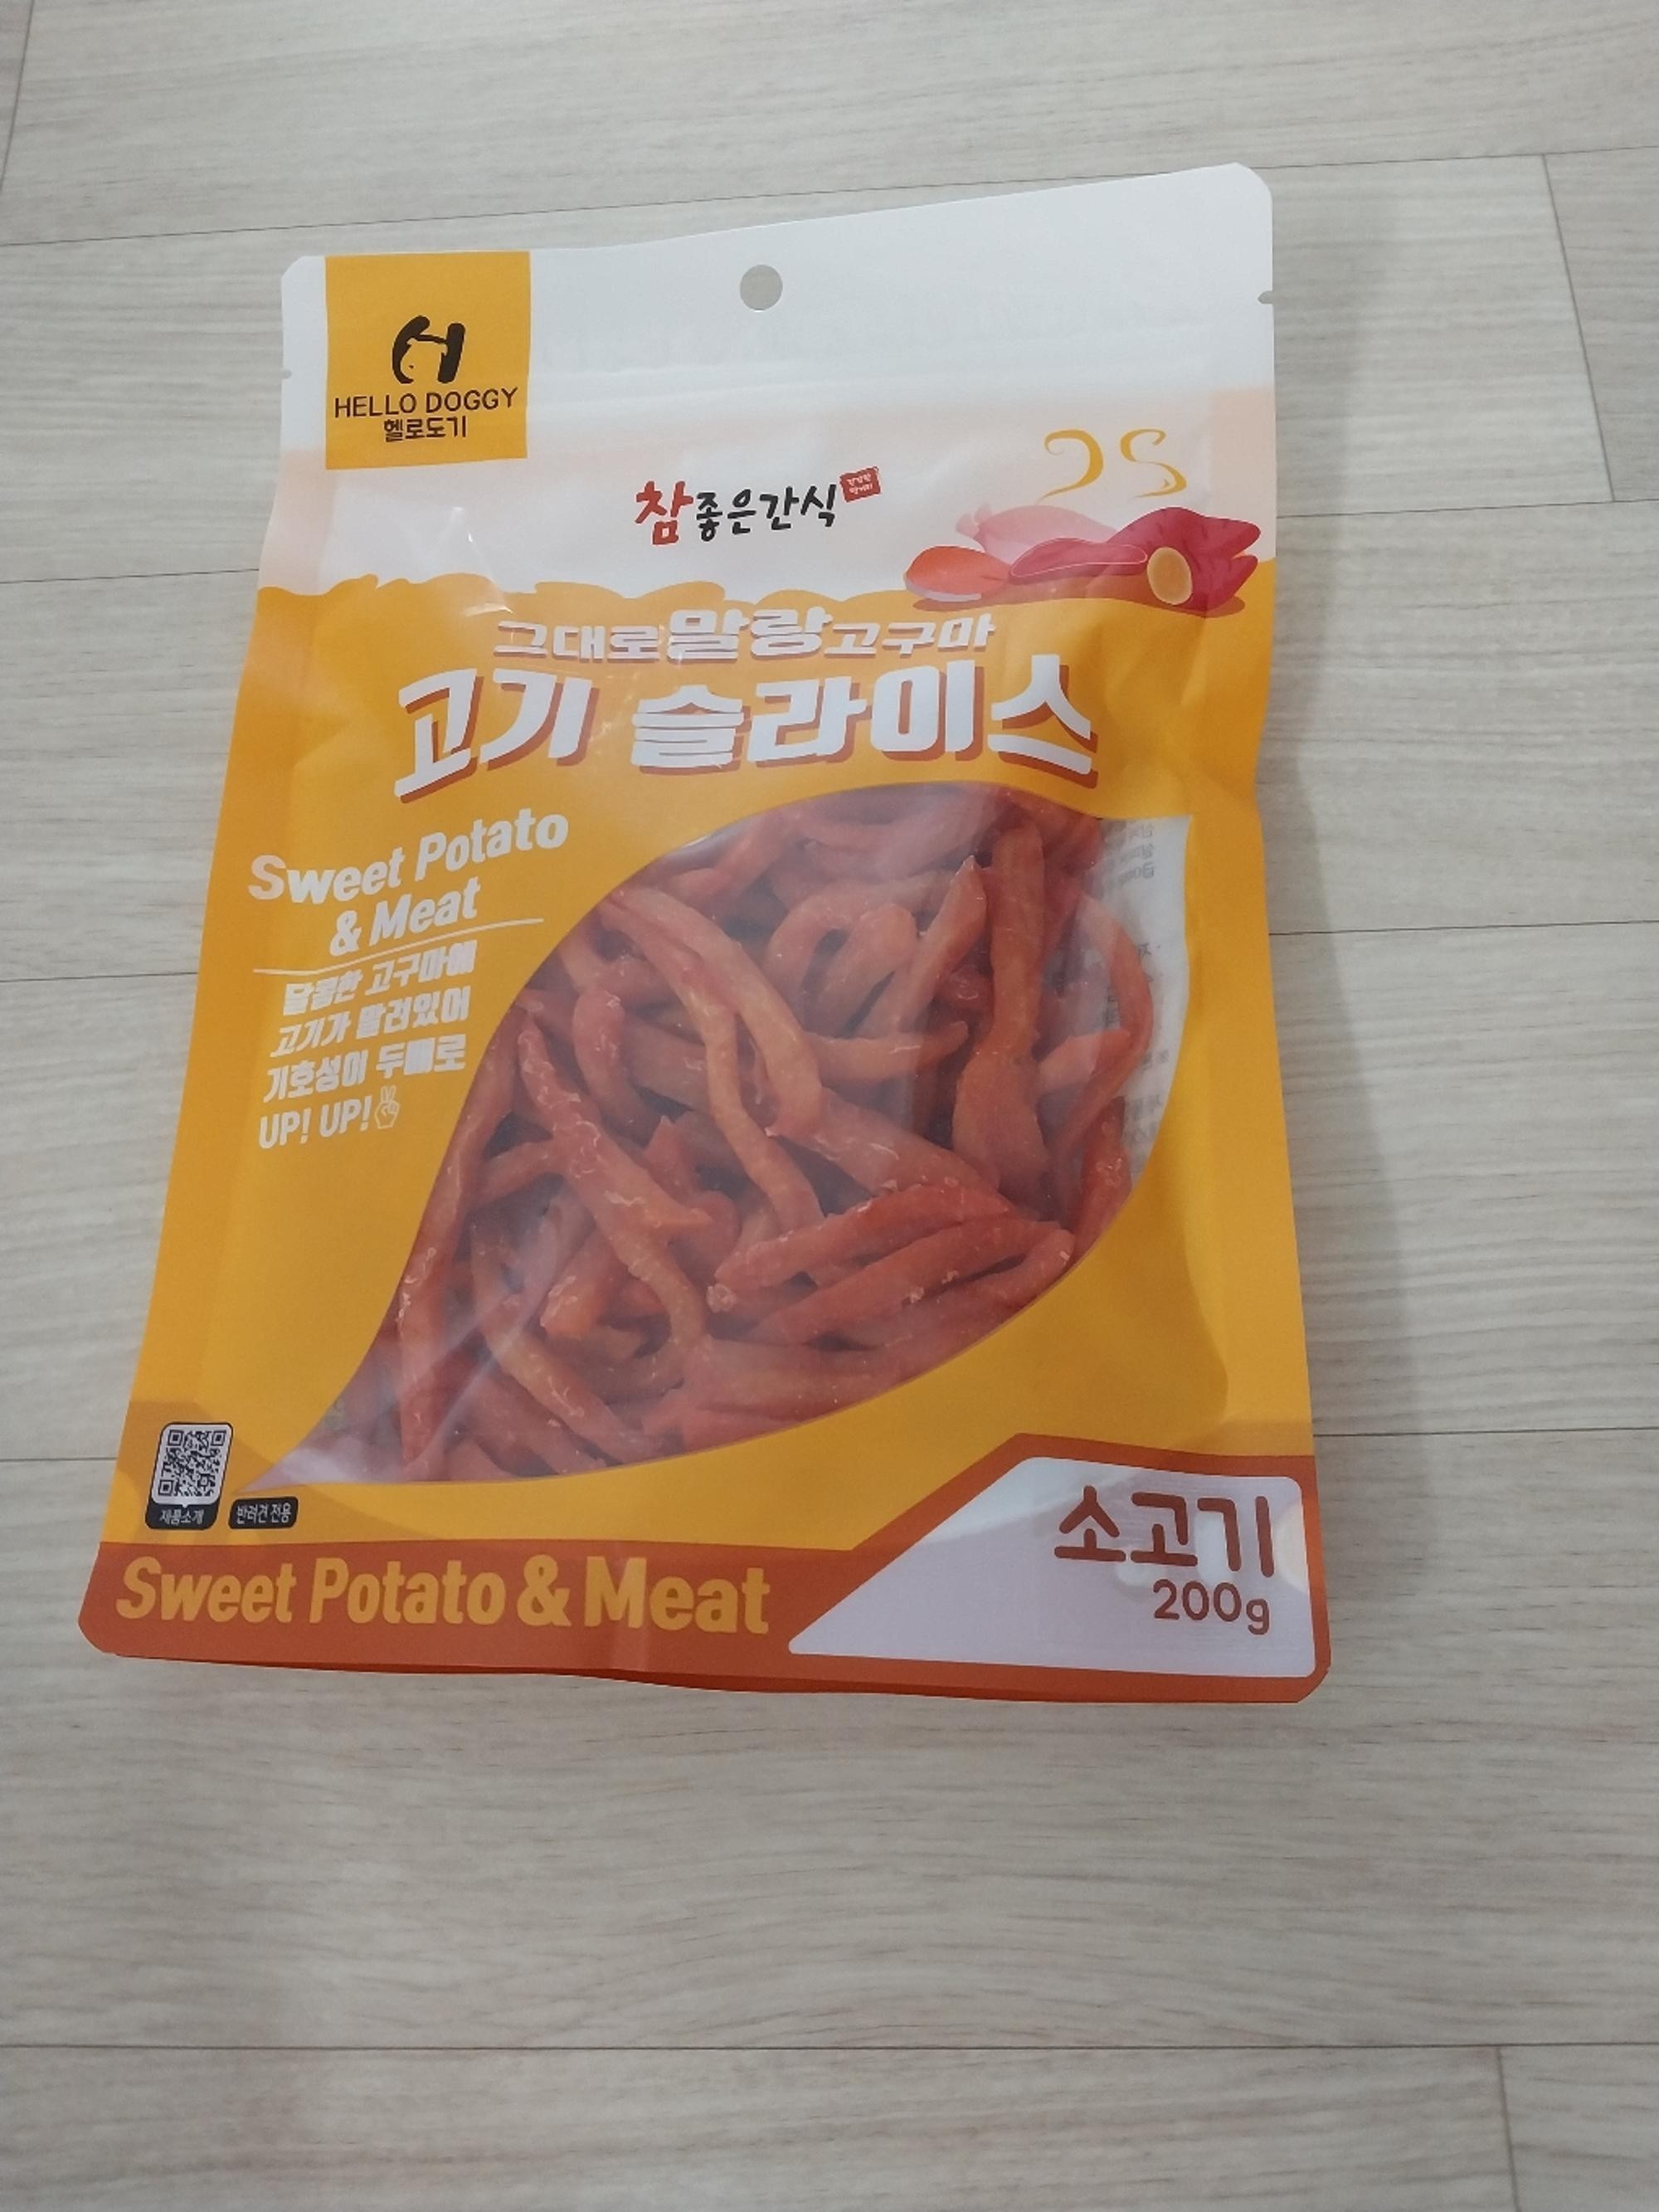 HELLO DOGGY
헬로도기
참좋은간식
그대로말랑고구마
고기 슬라이스
Sweet Potato
& Meat
달콤한 고구마에
고기가 말려있어
기호성이 두배로
UP! UP!
제품소개
반려견 전용
Sweet Potato & Meat
소고기
200g